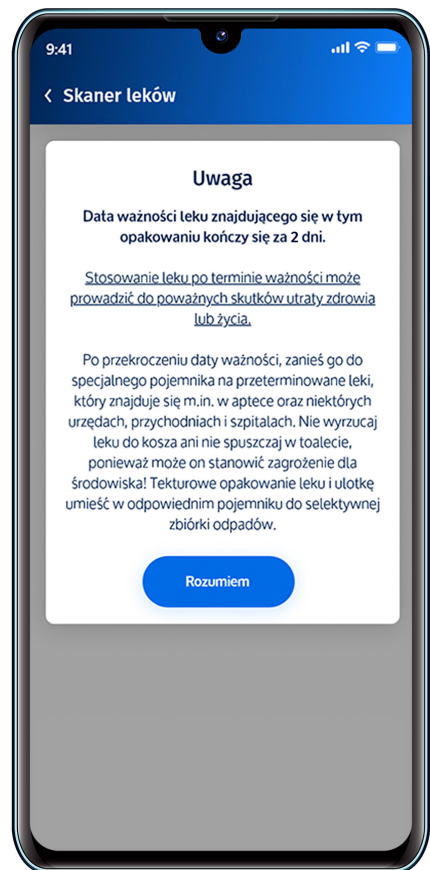 9:41
Skaner leków
Uwaga
Data ważności leku znajdującego się w tym
opakowaniu kończy się za 2 dni.
Stosowanie leku po terminie ważności może
prowadzić do poważnych skutków utraty zdrowia
lub życia.
Po przekroczeniu daty ważności, zanieś go do
specjalnego pojemnika na przeterminowane leki,
który znajduje się m.in. w aptece oraz niektórych
urzędach, przychodniach i szpitalach. Nie wyrzucaj
leku do kosza ani nie spuszczaj w toalecie,
ponieważ może on stanowić zagrożenie dla
środowiska! Tekturowe opakowanie leku i ulotkę
umieść w odpowiednim pojemniku do selektywnej
zbiórki odpadów.
Rozumiem